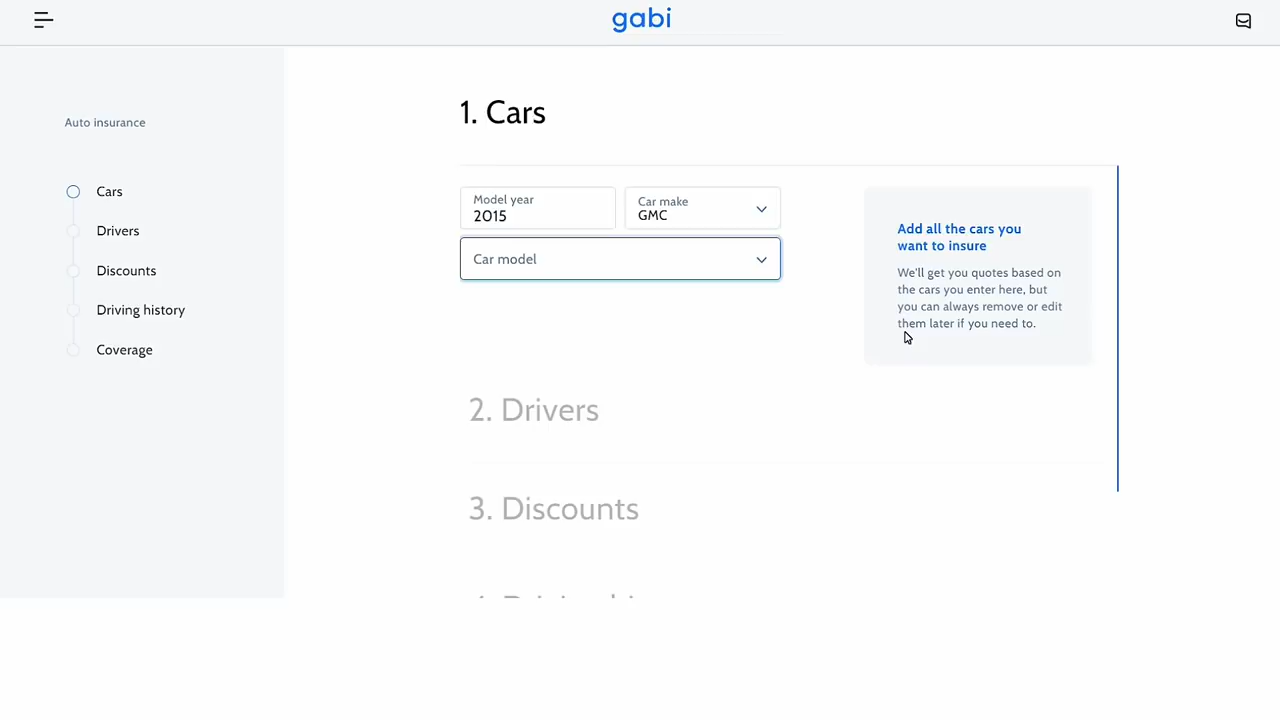 gabi
Auto insurance
Cars
Drivers
Discounts
Driving history
Coverage
1. Cars
Model year
2015
Car make
GMC
Car model
Add all the cars you
want to insure
We'll get you quotes based on
the cars you enter here, but
you can always remove or edit
them later if you need to.
2. Drivers
3. Discounts